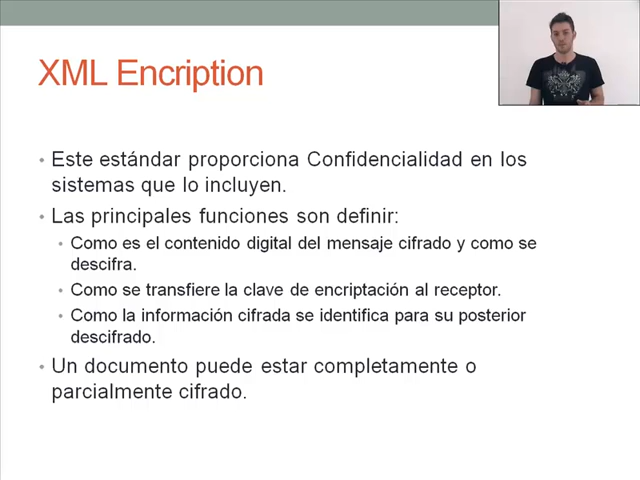 XML Encription
• Este estándar proporciona Confidencialidad en los
sistemas que lo incluyen.
• Las principales funciones son definir:
• Como es el contenido digital del mensaje cifrado y como se
descifra.
• Como se transfiere la clave de encriptación al receptor.
• Como la información cifrada se identifica para su posterior
descifrado.
• Un documento puede estar completamente o
parcialmente cifrado.